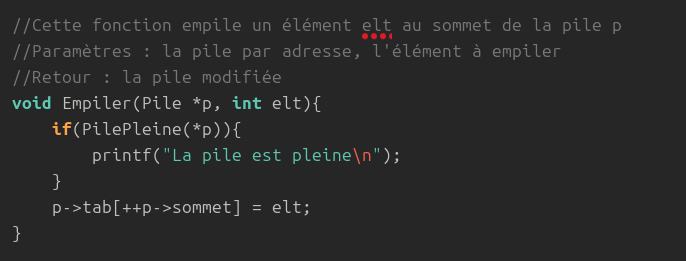 //Cette fonction empile un élément elt au sommet de la pile p
//Paramètres : la pile par adresse, l'élément à empiler
//Retour : la pile modifiée
void Empiler(Pile *p, int elt){
    if(PilePleine(*p)){
        printf("La pile est pleine\n");
    }
    p->tab[++p->sommet] = elt;
}